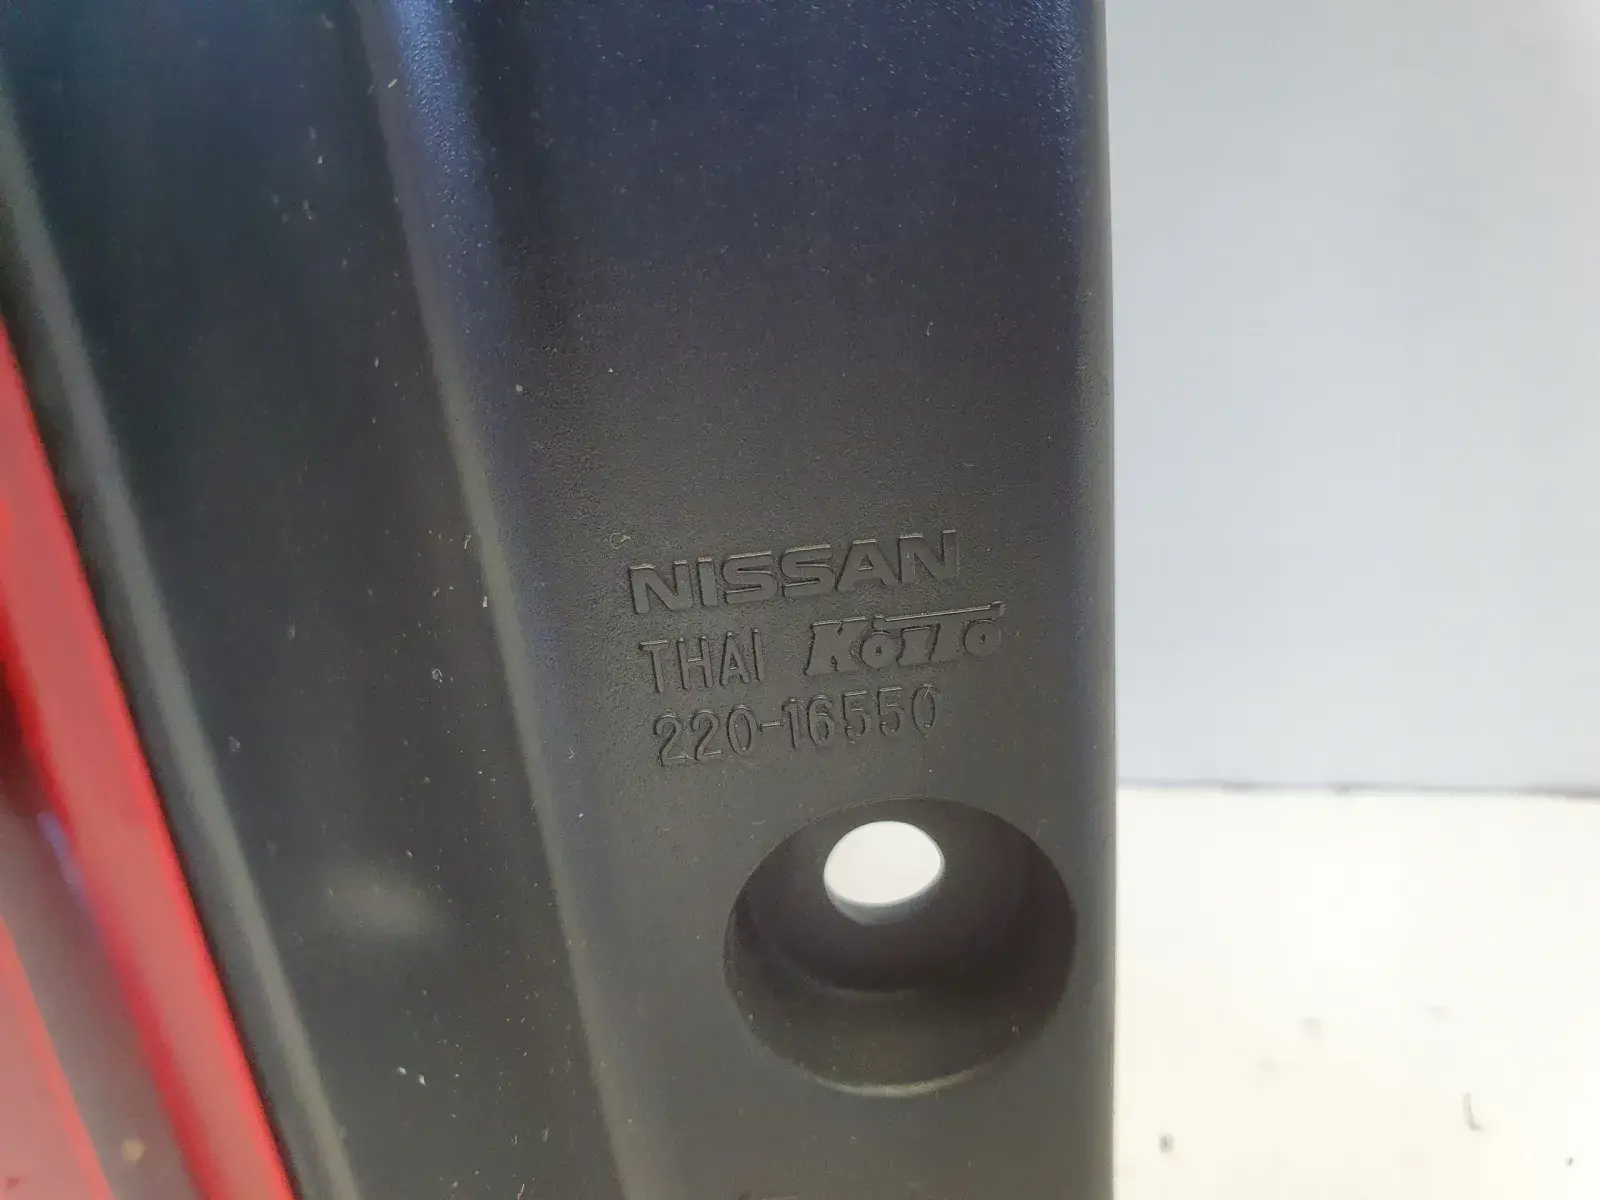 NISSAN
THAI KOITO
220-16550